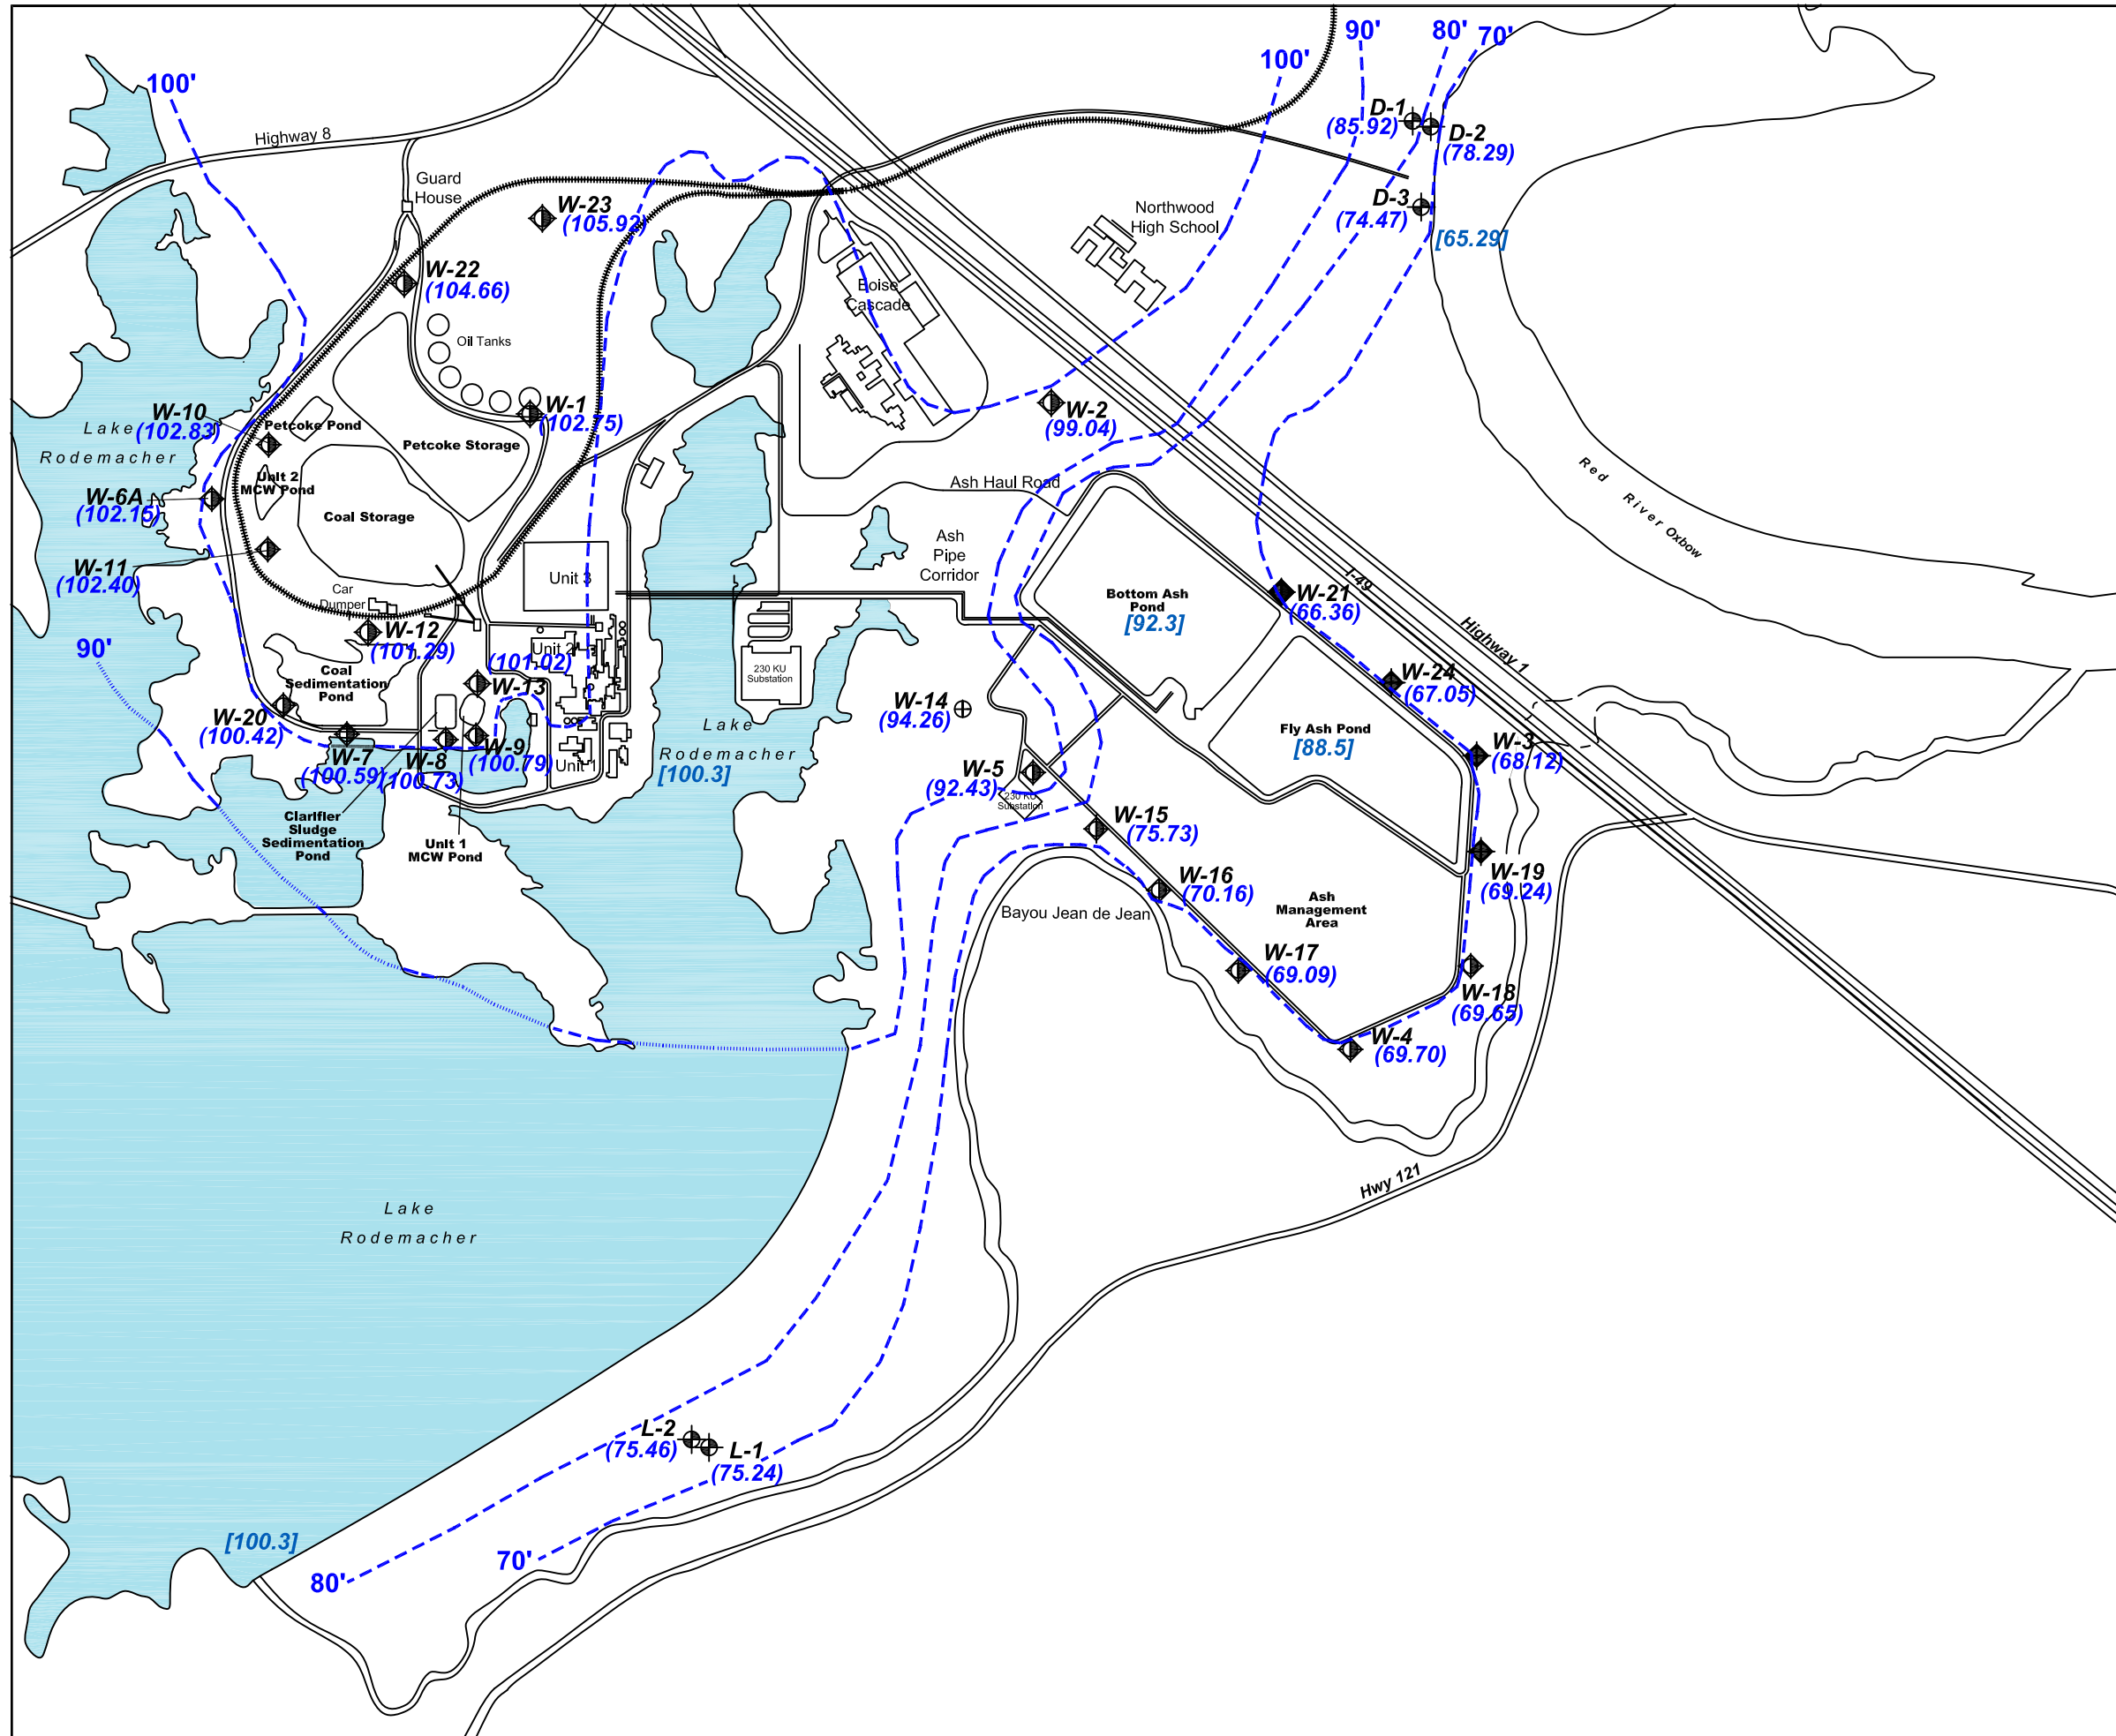 90'
80'
70'
100'
100'
D-1
(85.92)
D-2
(78.29)
Highway 8
Guard
House
W-23
(105.92)
Northwood
High School
D-3
(74.47)
[65.29]
W-22
(104.66)
Boise
Cascade
Oil Tanks
W-10
(102.83)
Lake
Rodemacher
Petcoke Pond
Petcoke Storage
W-1
(102.75)
W-2
(99.04)
Unit 2
MCW Pond
W-6A
(102.15)
Coal Storage
Ash Haul Road
Red River Oxbow
W-11
(102.40)
Car
Dumper
Unit 3
Ash
Pipe
Corridor
Bottom Ash
Pond
[92.3]
I-49
W-21
(66.36)
Highway 1
90'
W-12
(101.29)
Unit 2
(101.02)
W-13
Coal
Sedimentation
Pond
230 KU
Substation
W-14
(94.26)
W-24
(67.05)
W-20
(100.42)
W-7
(100.59)
W-8
(100.73)
W-9
(100.79)
Unit 1
Lake
Rodemacher
[100.3]
Fly Ash Pond
[88.5]
W-3
(68.12)
W-5
(92.43)
230 KU
Substation
Clarifier
Sludge
Sedimentation
Pond
Unit 1
MCW Pond
W-15
(75.73)
W-19
(69.24)
W-16
(70.16)
Bayou Jean de Jean
Ash
Management
Area
W-17
(69.09)
W-18
(69.65)
W-4
(69.70)
Hwy 121
Lake
Rodemacher
L-2
(75.46)
L-1
(75.24)
[100.3]
70'
80'